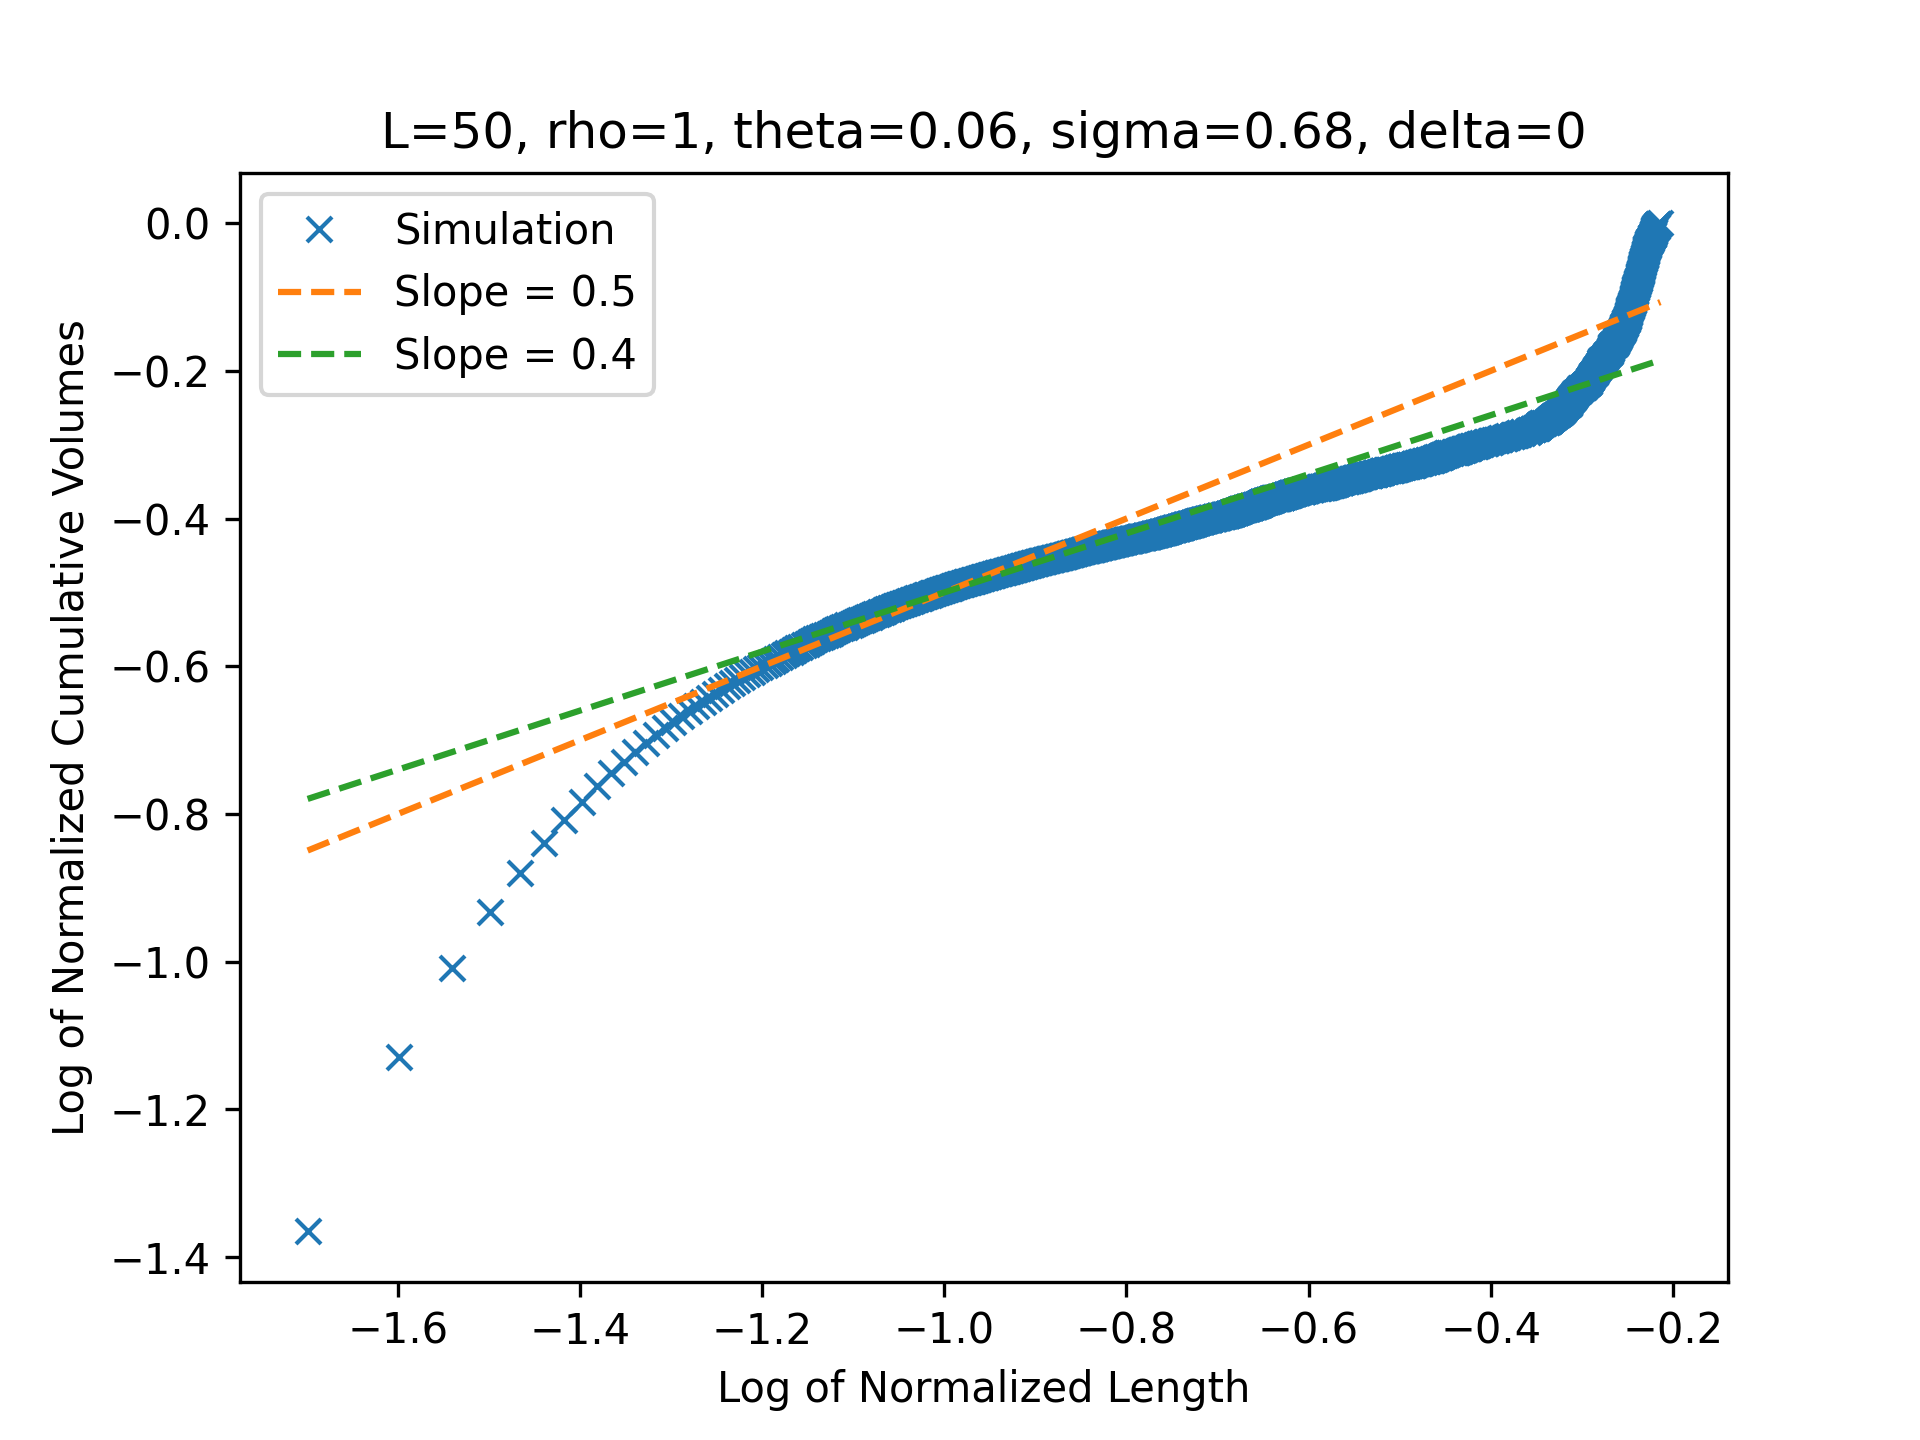 L=50, rho=1, theta=0.06, sigma=0.68, delta=0
Simulation
Slope = 0.5
Slope = 0.4
Log of Normalized Cumulative Volumes
0.0
−0.2
−0.4
−0.6
−0.8
−1.0
−1.2
−1.4
−1.6 −1.4 −1.2 −1.0 −0.8 −0.6 −0.4 −0.2
Log of Normalized Length